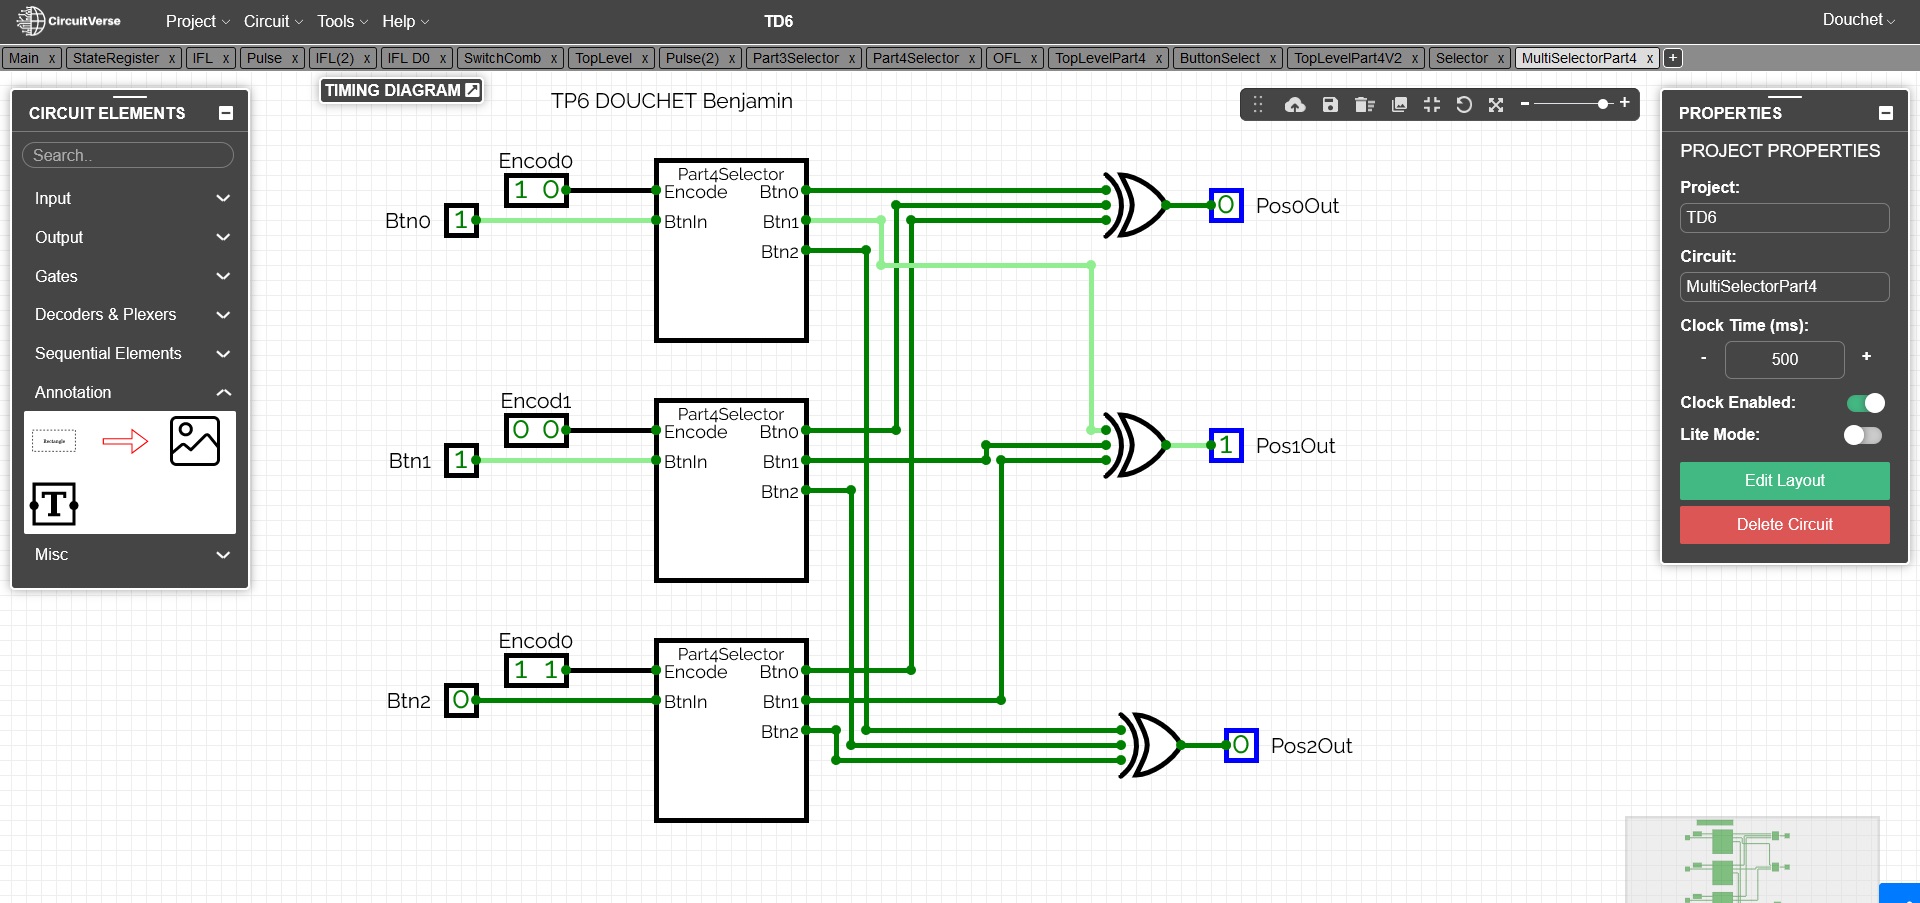 CircuitVerse Project Circuit Tools Help TD6 Douchet
Main x StateRegister x IFL x Pulse x IFL(2) x IFL D0 x SwitchComb x TopLevel x Pulse(2) x Part3Selector x Part4Selector x OFL x TopLevelPart4 x ButtonSelect x TopLevelPart4V2 x Selector x MultiSelectorPart4 x +
TIMING DIAGRAM
TP6 DOUCHET Benjamin
CIRCUIT ELEMENTS
Search..
Input
Output
Gates
Decoders & Plexers
Sequential Elements
Annotation
Rectangle
T
Misc
Encod0
1 0
Btn0 1
Part4Selector
Encode Btn0
BtnIn Btn1
Btn2
0 Pos0Out
Encod1
0 0
Btn1 1
Part4Selector
Encode Btn0
BtnIn Btn1
Btn2
1 Pos1Out
Encod0
1 1
Btn2 0
Part4Selector
Encode Btn0
BtnIn Btn1
Btn2
0 Pos2Out
- +
PROPERTIES
PROJECT PROPERTIES
Project:
TD6
Circuit:
MultiSelectorPart4
Clock Time (ms):
- 500 +
Clock Enabled:
Lite Mode:
Edit Layout
Delete Circuit